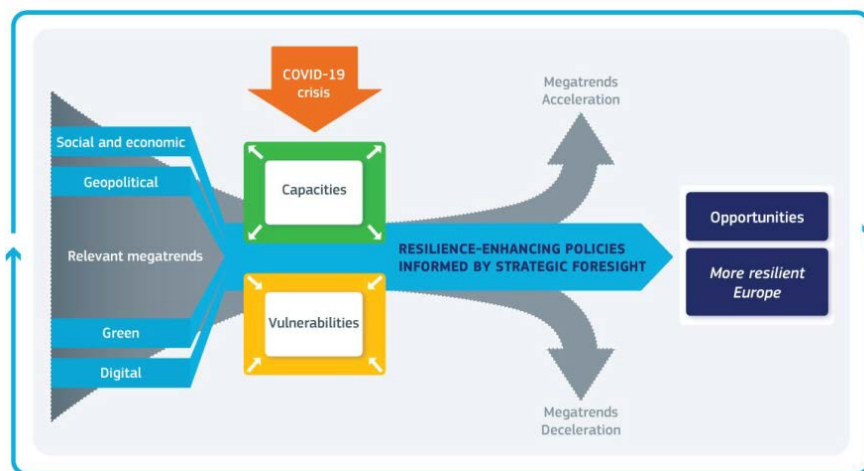 COVID-19
crisis
Megatrends
Acceleration
Social and economic
Geopolitical
Capacities
Opportunities
Relevant megatrends
RESILIENCE-ENHANCING POLICIES
INFORMED BY STRATEGIC FORESIGHT
More resilient
Europe
Green
Vulnerabilities
Digital
Megatrends
Deceleration